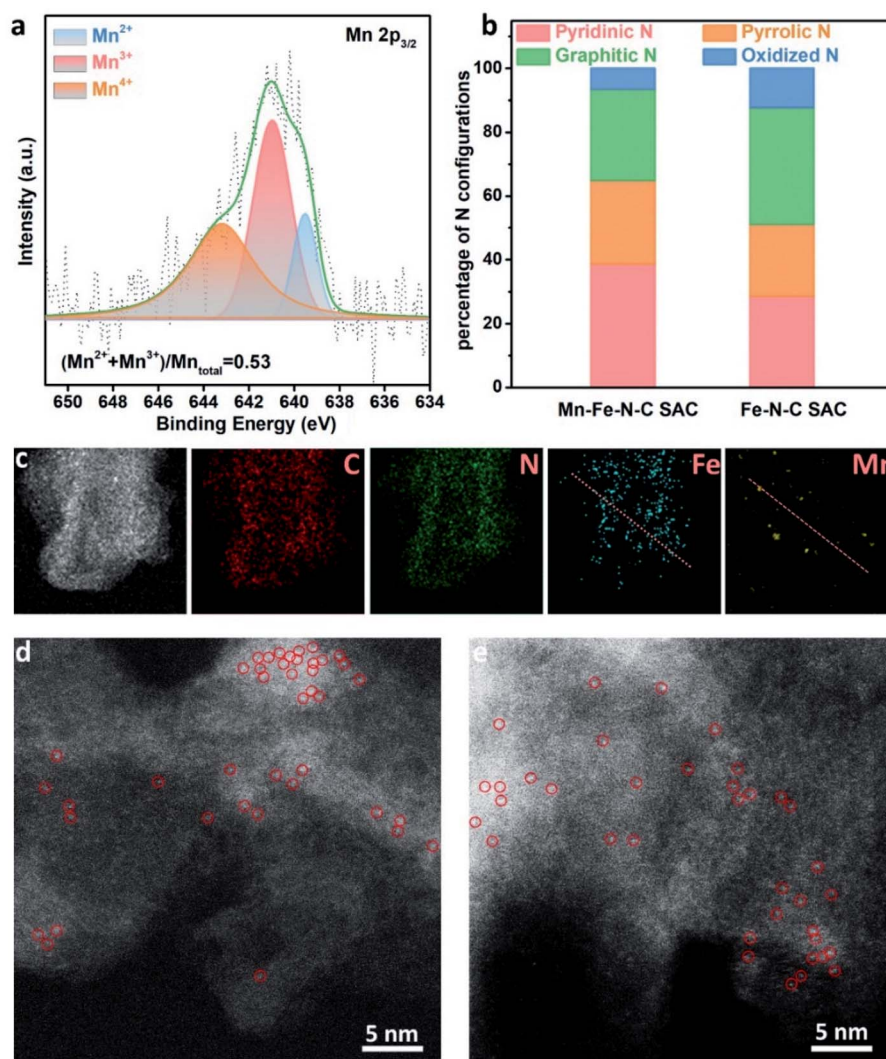 a
Mn²⁺
Mn³⁺
Mn⁴⁺
Mn 2p₃/₂
Intensity (a.u.)
(Mn²⁺+Mn³⁺)/Mnₜₒₜₐₗ=0.53
650 648 646 644 642 640 638 636 634
Binding Energy (eV)
b
Pyridinic N
Pyrrolic N
Graphitic N
Oxidized N
percentage of N configurations
100
80
60
40
20
0
Mn-Fe-N-C SAC
Fe-N-C SAC
c
C
N
Fe
Mn
d
5 nm
e
5 nm